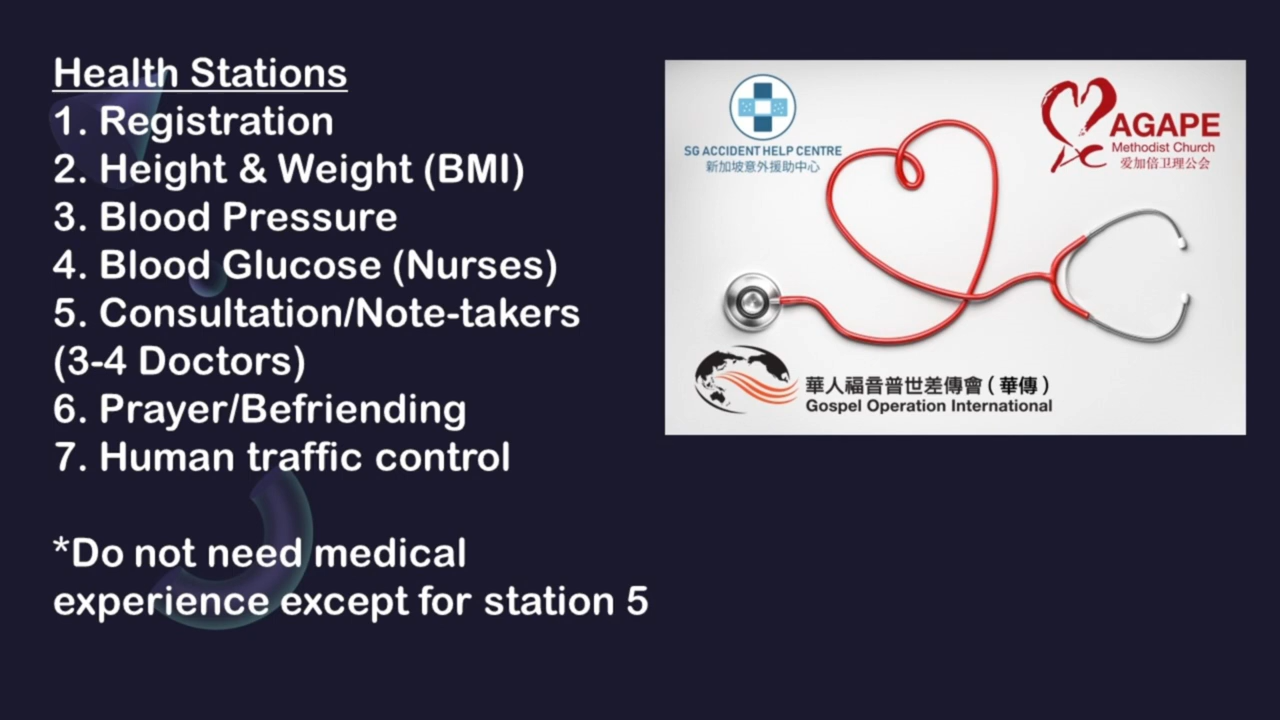 Health Stations
1. Registration
2. Height & Weight (BMI)
3. Blood Pressure
4. Blood Glucose (Nurses)
5. Consultation/Note-takers
(3-4 Doctors)
6. Prayer/Befriending
7. Human traffic control
*Do not need medical
experience except for station 5
SG ACCIDENT HELP CENTRE
新加坡意外援助中心
AGAPE
Methodist Church
爱加倍卫理公会
華人福音普世差傳會 ( 華傳 )
Gospel Operation International